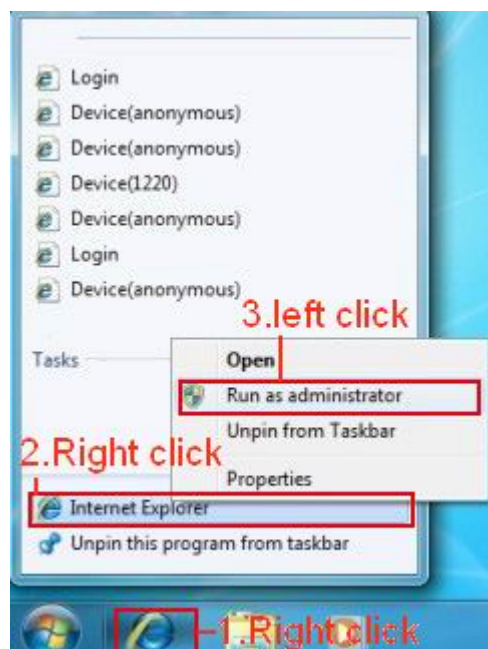 Login
Device(anonymous)
Device(anonymous)
Device(1220)
Device(anonymous)
Login
Device(anonymous)
3.left click
Tasks
Open
Run as administrator
Unpin from Taskbar
2.Right click
Properties
Internet Explorer
Unpin this program from taskbar
1.Right click